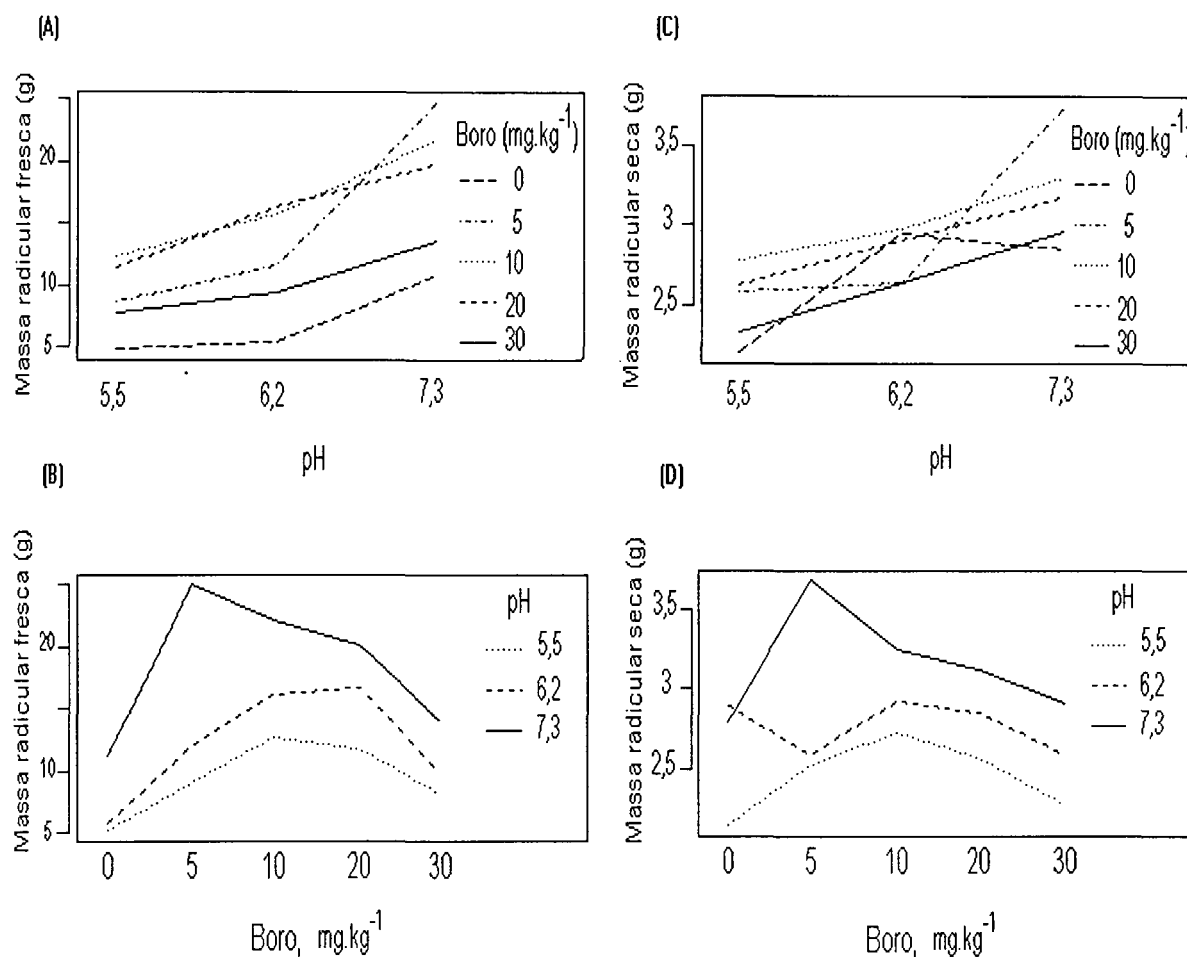 (A)
Massa radicular fresca (g)
20
10
5
Boro (mg.kg⁻¹)
0
5
10
20
30
5,5 6,2 7,3
pH
(C)
Massa radicular seca (g)
3,5
3
2,5
Boro (mg.kg⁻¹)
0
5
10
20
30
5,5 6,2 7,3
pH
(B)
Massa radicular fresca (g)
20
10
5
pH
5,5
6,2
7,3
0 5 10 20 30
Boro, mg.kg⁻¹
(D)
Massa radicular seca (g)
3,5
3
2,5
pH
5,5
6,2
7,3
0 5 10 20 30
Boro, mg.kg⁻¹